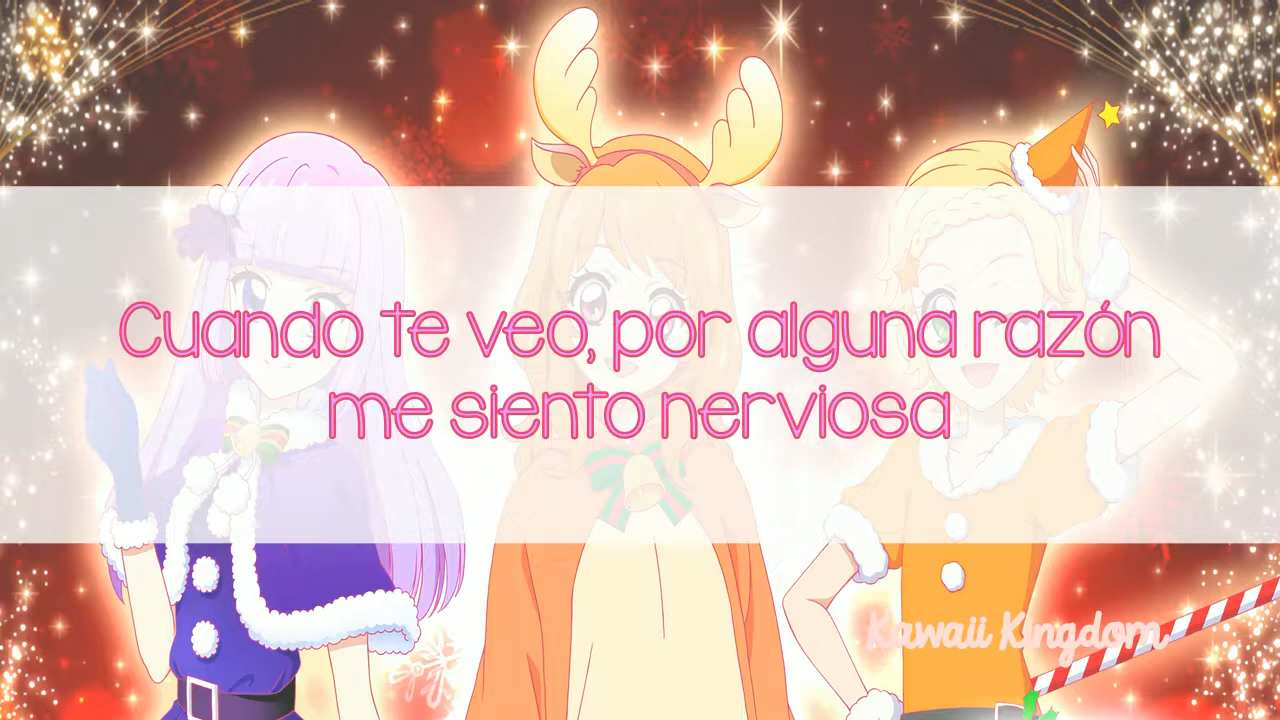 Cuando te veo, por alguna razón
me siento nerviosa
Kawaii Kingdom